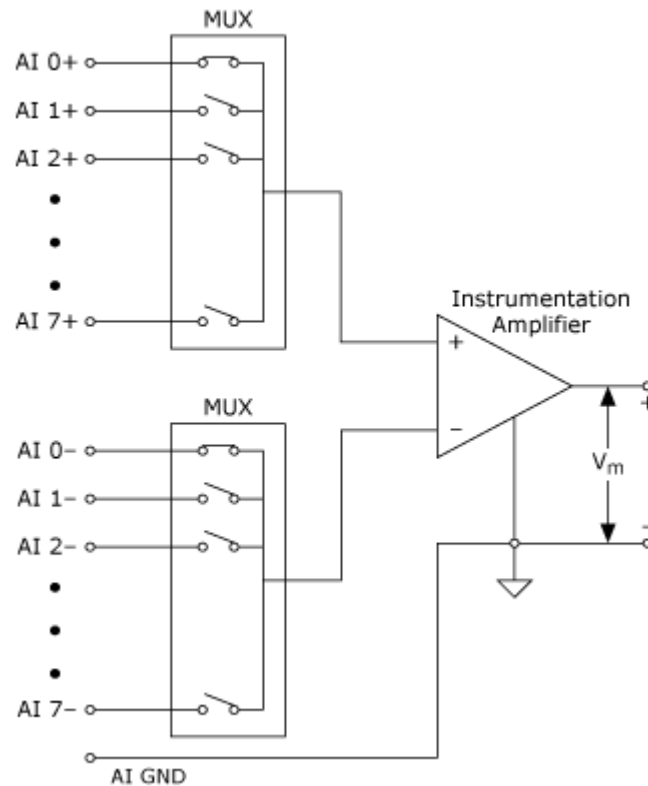 MUX
AI 0+
AI 1+
AI 2+
AI 7+
Instrumentation
Amplifier
+
−
+
Vm
−
MUX
AI 0−
AI 1−
AI 2−
AI 7−
AI GND